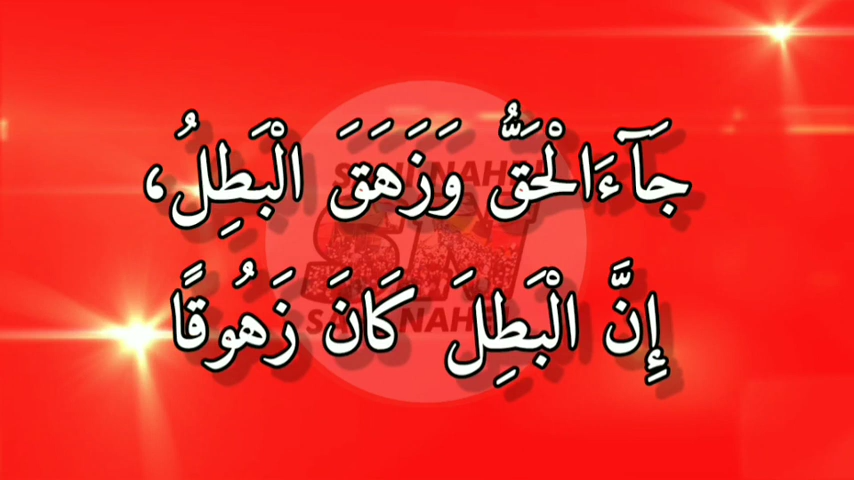 جَآءَالْحَقُّ وَزَهَقَ الْبَطِلُ،
إِنَّ الْبَطِلَ كَانَ زَهُوقًا